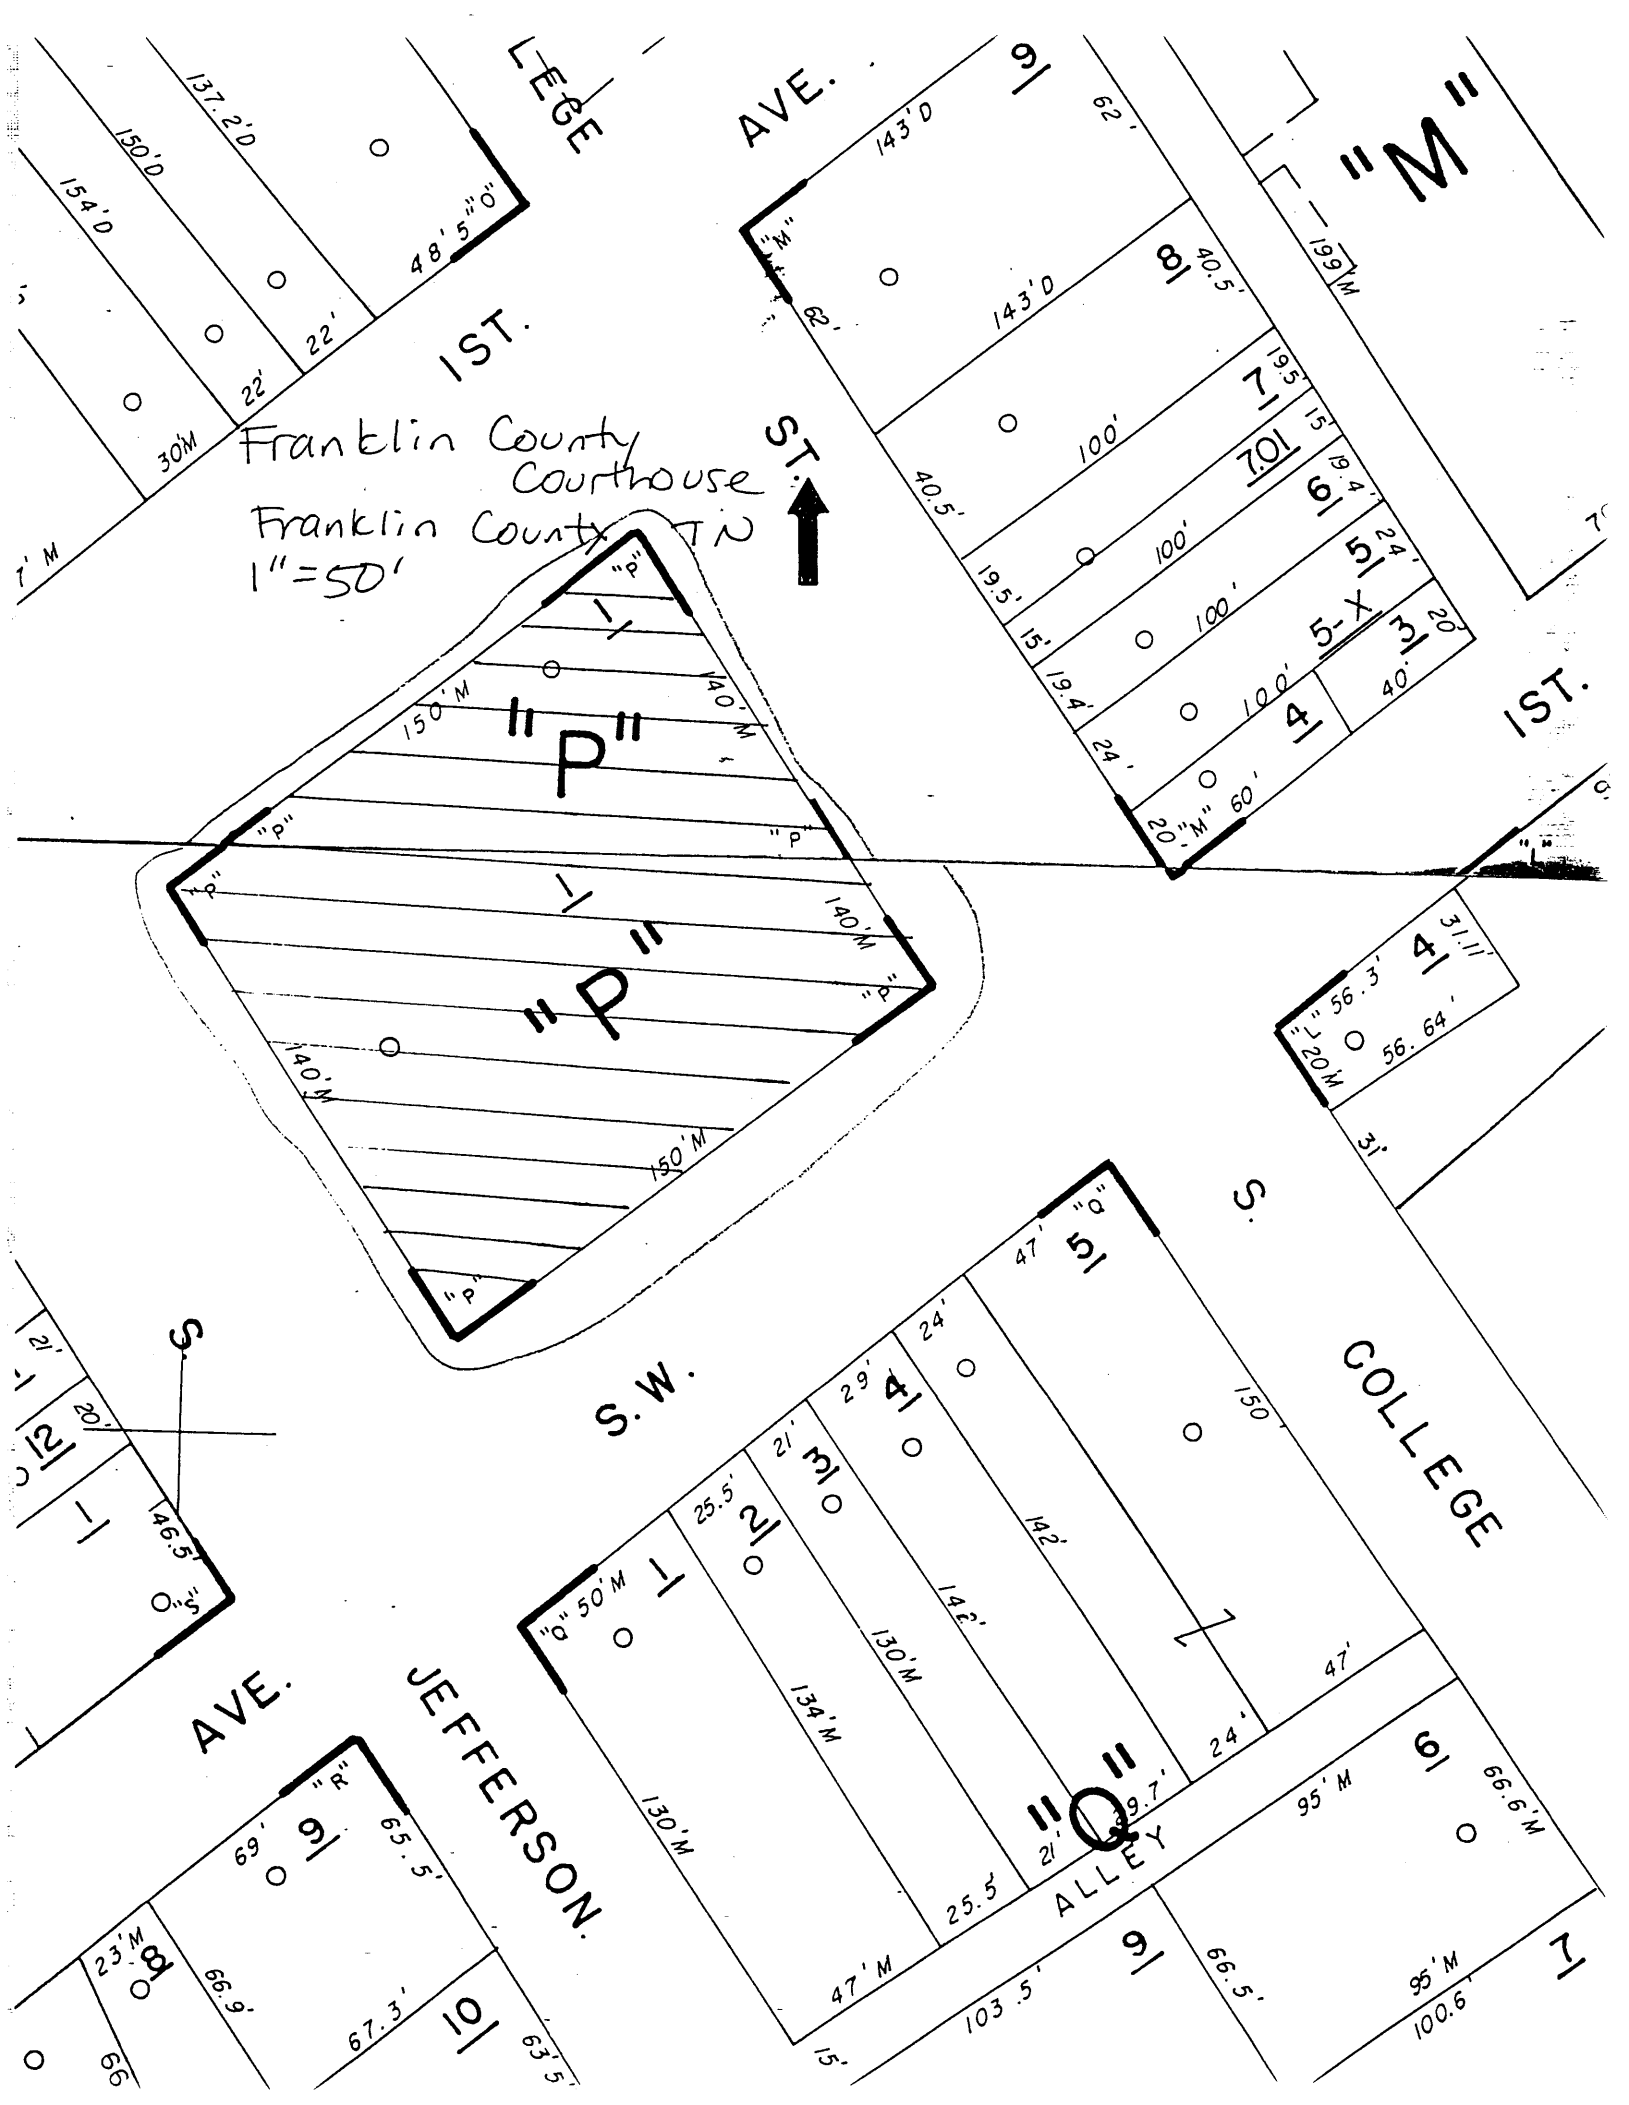 LEGE
AVE.
9
137.2'D
150'D
154'D
"O"
48'5
143'D
62'
"M"
"M"
62'
8
40.5'
199'M
143'D
22'
22'
30'M
1ST.
ST.
7
19.5'
15'
100'
7.01
6
19.4'
40.5'
Franklin County
Courthouse
Franklin County TN
1"=50'
100'
5
24'
19.5'
15'
100'
5-X
3
20'
19.4'
100'
4
40'
24'
20'
"M"
60'
1ST.
"P"
1
150'M
140'M
"P"
"P"
"P"
"P"
1
140'M
"P"
"P"
140'M
150'M
"P"
"L"
4
31.11'
56.3'
"L"
20'M
56.64'
31'
S.
"Q"
5
47'
24'
29'
4
21'
3
25.5'
2
S.W.
S.
21'
20'
12
1
46.5'
"S"
150
COLLEGE
142'
142'
130'M
134'M
130'M
50'M
1
"Q"
AVE.
JEFFERSON.
"R"
69'
9
65.5'
23'M
8
66.9'
66
67.3'
10
63'5'
47'
24'
29.7'
"Q"
21'
ALLEY
25.5
47'M
15'
103.5'
9
66.5'
6
66.6'M
95'M
95'M
100.6'
7